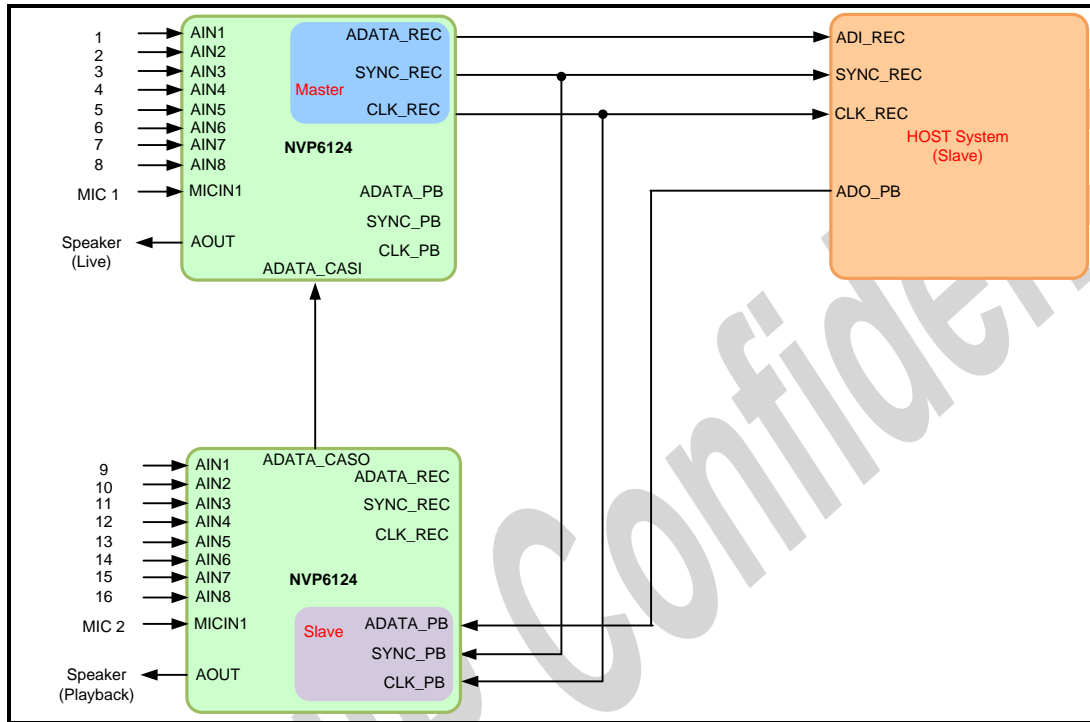 1
2
3
4
5
6
7
8
MIC 1
Speaker
(Live)
AIN1
AIN2
AIN3
AIN4
AIN5
AIN6
AIN7
AIN8
MICIN1
AOUT
ADATA_REC
SYNC_REC
Master
CLK_REC
NVP6124
ADATA_PB
SYNC_PB
CLK_PB
ADATA_CASI
ADI_REC
SYNC_REC
CLK_REC
HOST System
(Slave)
ADO_PB
9
10
11
12
13
14
15
16
MIC 2
Speaker
(Playback)
ADATA_CASO
AIN1
AIN2
AIN3
AIN4
AIN5
AIN6
AIN7
AIN8
MICIN1
AOUT
ADATA_REC
SYNC_REC
CLK_REC
NVP6124
Slave
ADATA_PB
SYNC_PB
CLK_PB